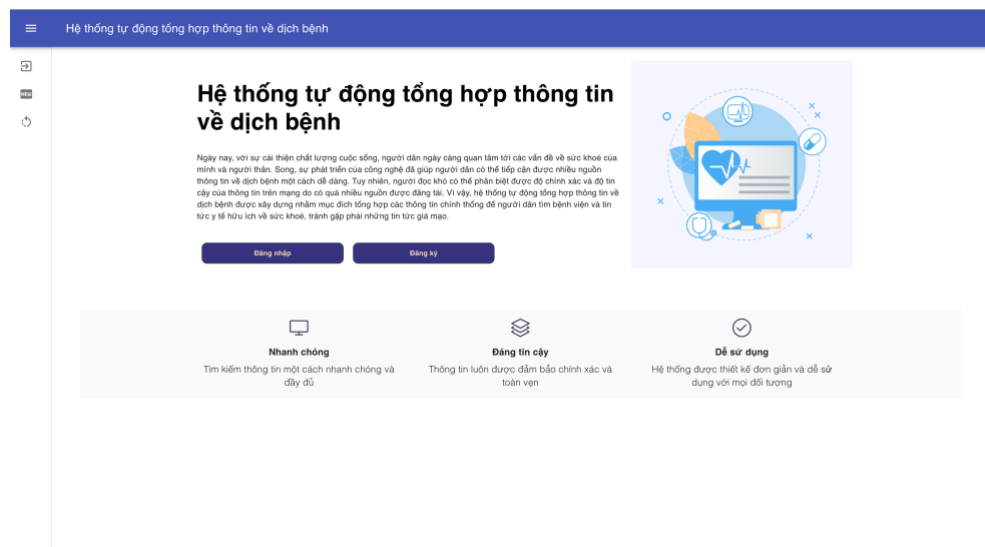 Hệ thống tự động tổng hợp thông tin về dịch bệnh
NEW
Hệ thống tự động tổng hợp thông tin
về dịch bệnh
Ngày nay, với sự cải thiện chất lượng cuộc sống, người dân ngày càng quan tâm tới các vấn đề về sức khoẻ của
mình và người thân. Song, sự phát triển của công nghệ đã giúp người dân có thể tiếp cận được nhiều nguồn
thông tin về dịch bệnh một cách dễ dàng. Tuy nhiên, người đọc khó có thể phân biệt được độ chính xác và độ tin
cậy của thông tin trên mạng do có quá nhiều nguồn được đăng tải. Vì vậy, hệ thống tự động tổng hợp thông tin về
dịch bệnh được xây dựng nhằm mục đích tổng hợp các thông tin chính thống để người dân tìm bệnh viện và tin
tức y tế hữu ích về sức khoẻ, tránh gặp phải những tin tức giả mạo.
Đăng nhập
Đăng ký
Nhanh chóng
Tìm kiếm thông tin một cách nhanh chóng và
đầy đủ
Đáng tin cậy
Thông tin luôn được đảm bảo chính xác và
toàn vẹn
Dễ sử dụng
Hệ thống được thiết kế đơn giản và dễ sử
dụng với mọi đối tượng